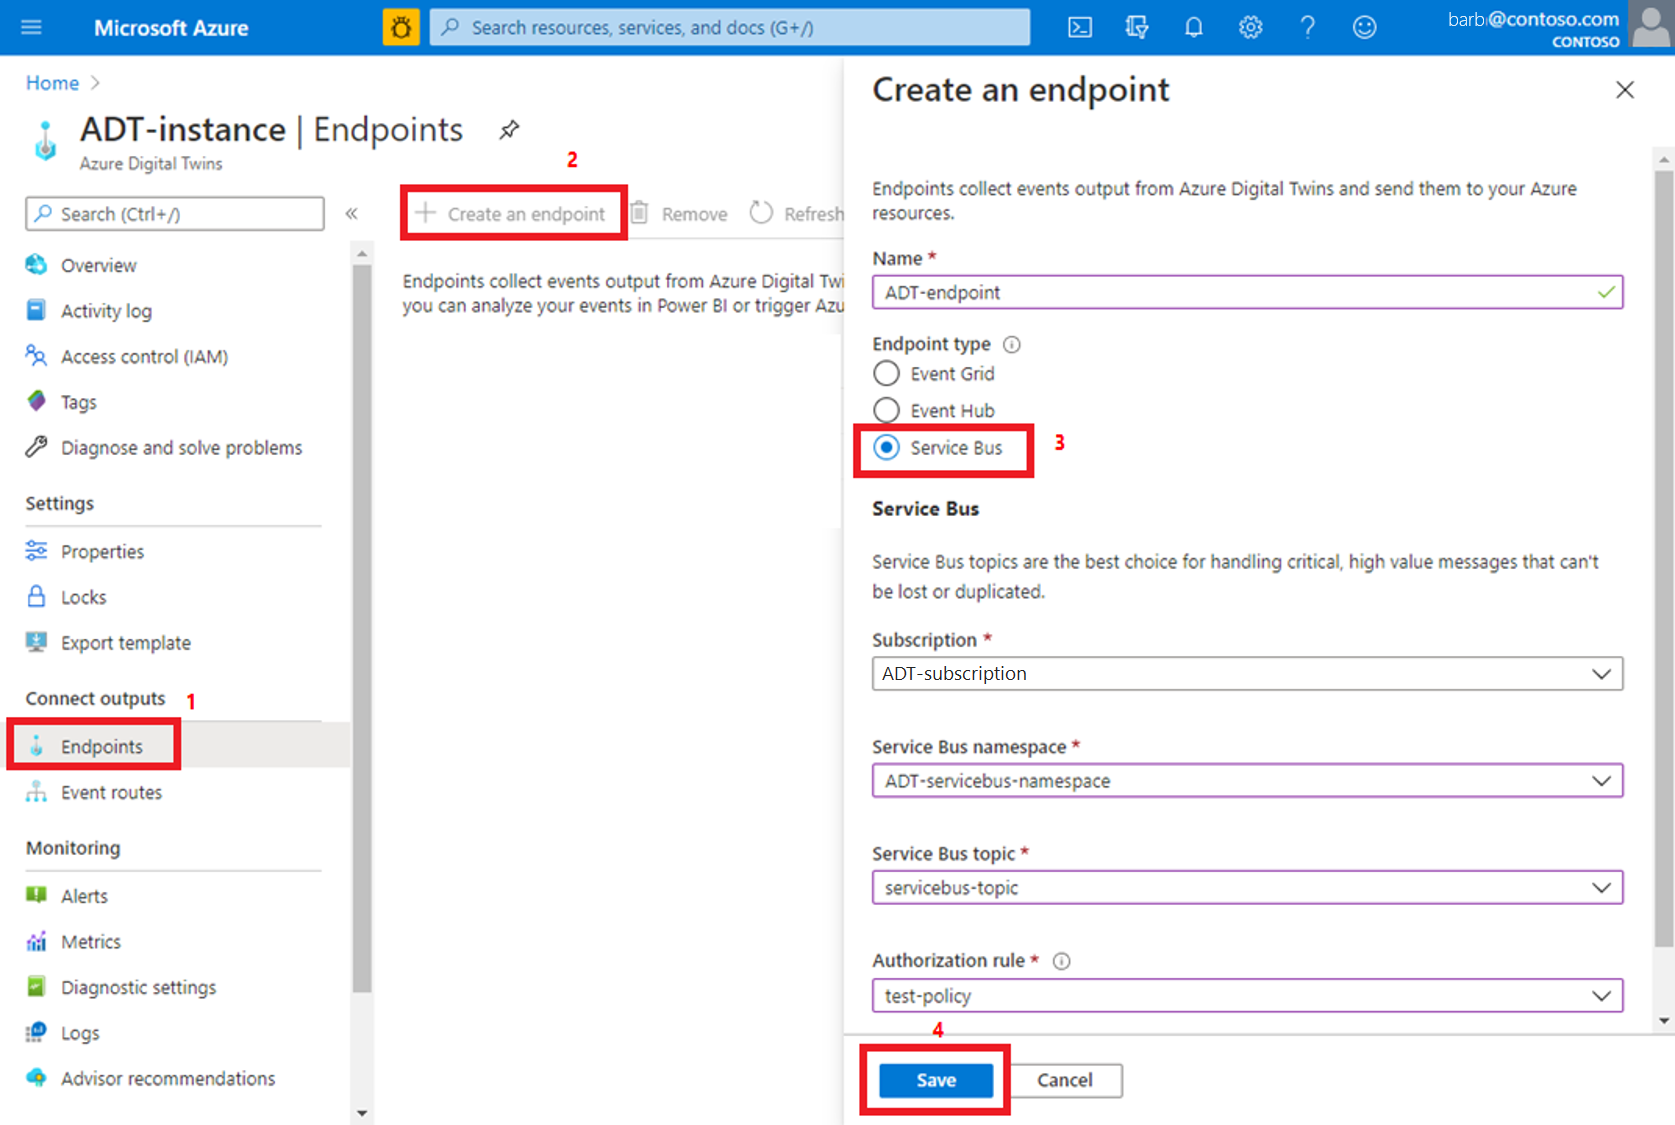 Microsoft Azure
Search resources, services, and docs (G+/)
barbi@contoso.com
CONTOSO
Home
ADT-instance | Endpoints
Azure Digital Twins
Search (Ctrl+/)
Overview
Activity log
Access control (IAM)
Tags
Diagnose and solve problems
Settings
Properties
Locks
Export template
Connect outputs
1
Endpoints
Event routes
Monitoring
Alerts
Metrics
Diagnostic settings
Logs
Advisor recommendations
2
Create an endpoint
Remove
Refresh
Endpoints collect events output from Azure Digital Twi
you can analyze your events in Power BI or trigger Azu
Create an endpoint
Endpoints collect events output from Azure Digital Twins and send them to your Azure
resources.
Name *
ADT-endpoint
Endpoint type
Event Grid
Event Hub
Service Bus
3
Service Bus
Service Bus topics are the best choice for handling critical, high value messages that can't
be lost or duplicated.
Subscription *
ADT-subscription
Service Bus namespace *
ADT-servicebus-namespace
Service Bus topic *
servicebus-topic
Authorization rule *
test-policy
4
Save
Cancel